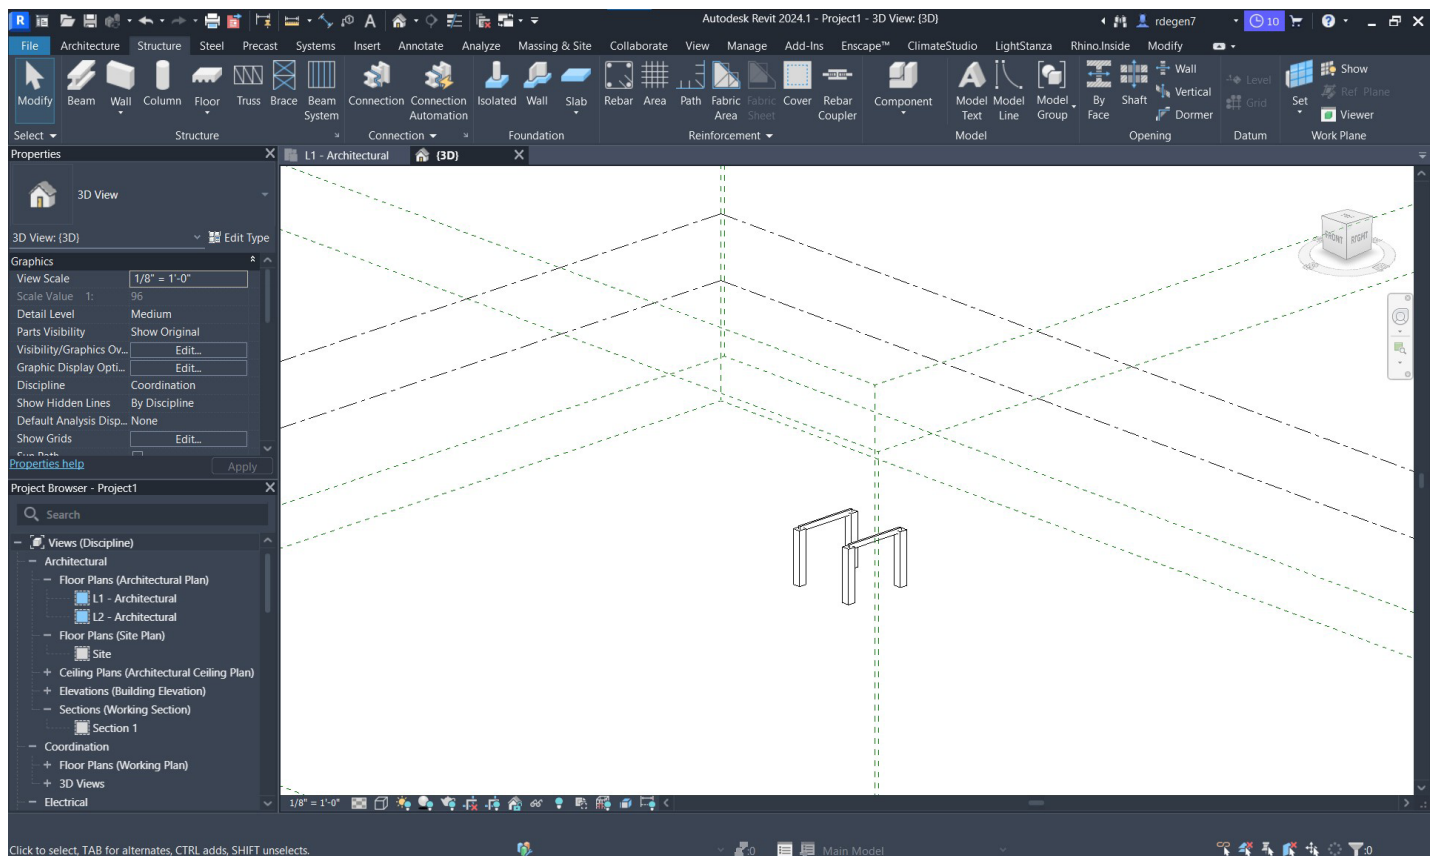 Autodesk Revit 2024.1 - Project1 - 3D View: {3D}
rdegen7
10
File Architecture Structure Steel Precast Systems Insert Annotate Analyze Massing & Site Collaborate View Manage Add-Ins Enscape™ ClimateStudio LightStanza Rhino.Inside Modify
Modify Beam Wall Column Floor Truss Brace Beam System Connection Connection Automation Isolated Wall Slab Rebar Area Path Fabric Area Fabric Sheet Cover Rebar Coupler Component Model Text Model Line Model Group By Face Shaft Wall Vertical Dormer Level Grid Set Show Ref Plane Viewer
Select Structure Connection Foundation Reinforcement Model Opening Datum Work Plane
Properties
L1 - Architectural
{3D}
3D View
3D View: {3D}
Edit Type
Graphics
View Scale 1/8" = 1'-0"
Scale Value 1: 96
Detail Level Medium
Parts Visibility Show Original
Visibility/Graphics Ov... Edit...
Graphic Display Opti... Edit...
Discipline Coordination
Show Hidden Lines By Discipline
Default Analysis Disp... None
Show Grids Edit...
Sun Path
Properties help
Apply
Project Browser - Project1
Search
Views (Discipline)
Architectural
Floor Plans (Architectural Plan)
L1 - Architectural
L2 - Architectural
Floor Plans (Site Plan)
Site
Ceiling Plans (Architectural Ceiling Plan)
Elevations (Building Elevation)
Sections (Working Section)
Section 1
Coordination
Floor Plans (Working Plan)
3D Views
Electrical
FRONT
RIGHT
1/8" = 1'-0"
Click to select, TAB for alternates, CTRL adds, SHIFT unselects.
:0
Main Model
:0